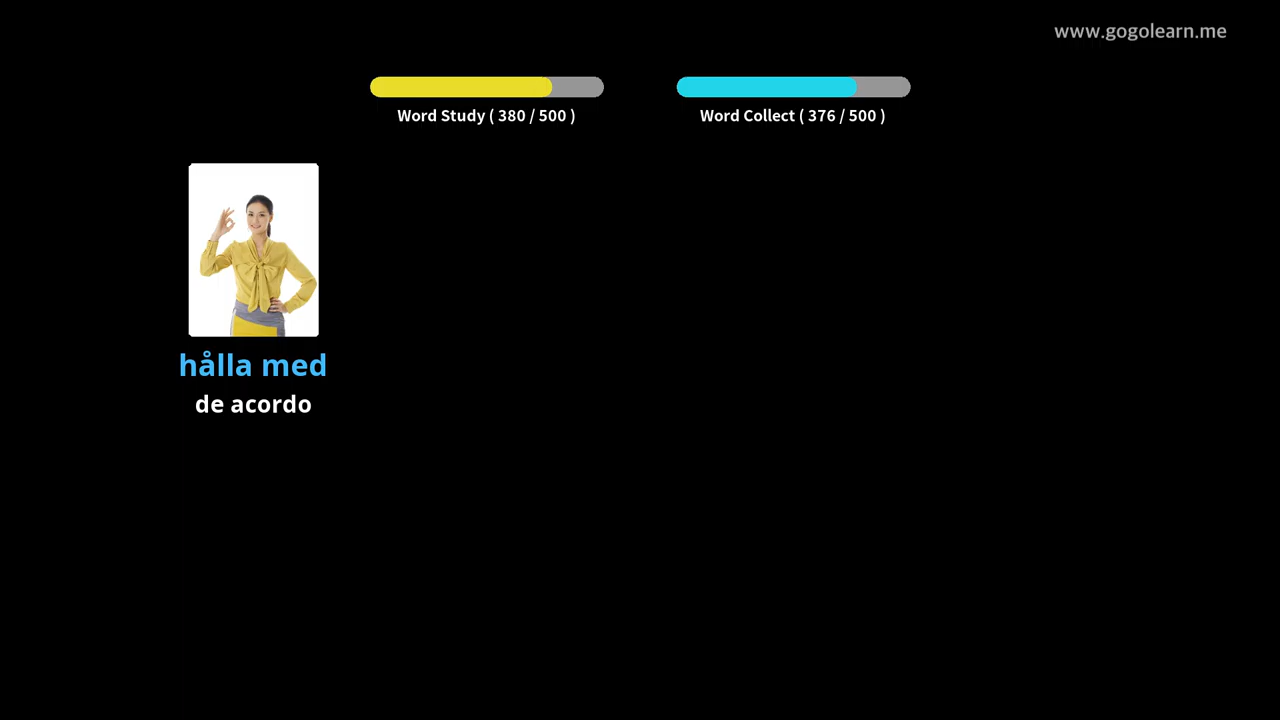 www.gogolearn.me
Word Study ( 380 / 500 )
Word Collect ( 376 / 500 )
hålla med
de acordo